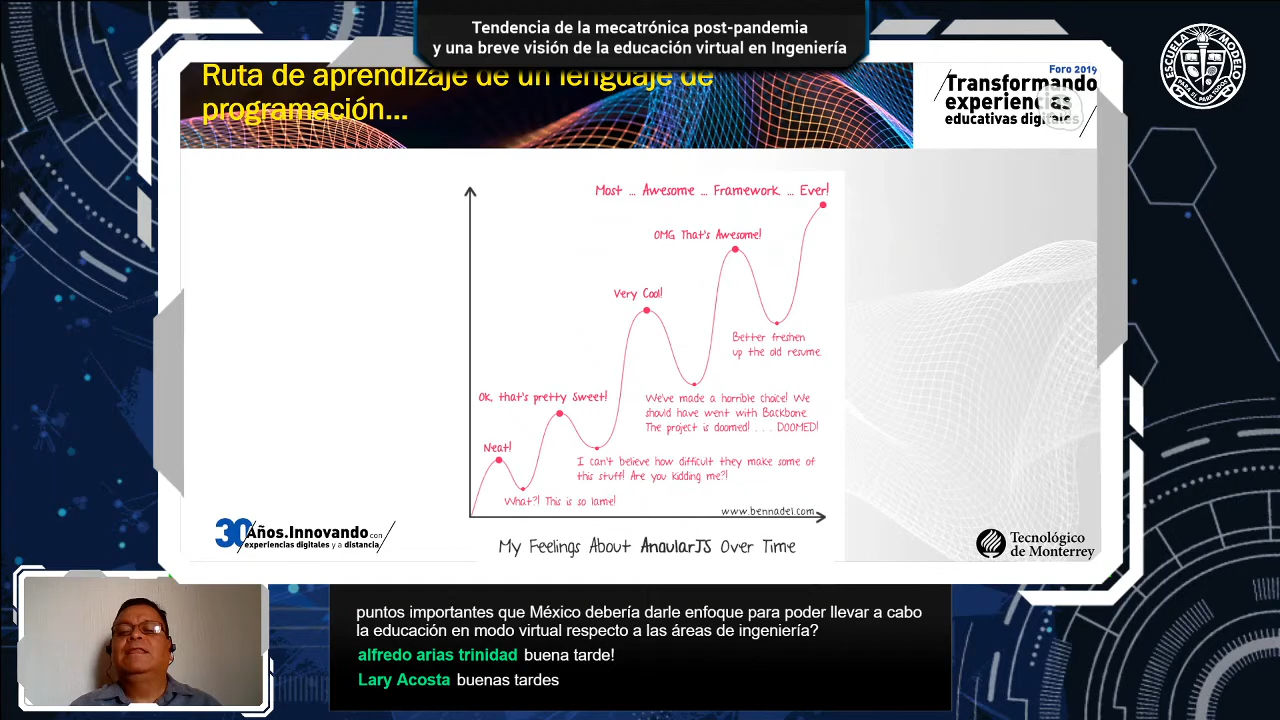 Tendencia de la mecatrónica post-pandemia
y una breve visión de la educación virtual en Ingeniería
ESCUELA MODELO
Ruta de aprendizaje de un lenguaje de
programación...
Foro 2019
Transformando
experiencias
educativas digitales
Most ... Awesome ... Framework ... Ever!
OMG That's Awesome!
Very Cool!
Better freshen
up the old resume.
Ok, that's pretty Sweet!
We've made a horrible choice! We
should have went with Backbone.
The project is doomed! . . . DOOMED!
Neat!
I can't believe how difficult they make some of
this stuff! Are you kidding me?!
What?! This is so lame!
www.bennadel.com
My Feelings About AngularJS Over Time
30 Años.Innovando con
experiencias digitales y a distancia
Tecnológico
de Monterrey
puntos importantes que México debería darle enfoque para poder llevar a cabo
la educación en modo virtual respecto a las áreas de ingeniería?
alfredo arias trinidad buena tarde!
Lary Acosta buenas tardes